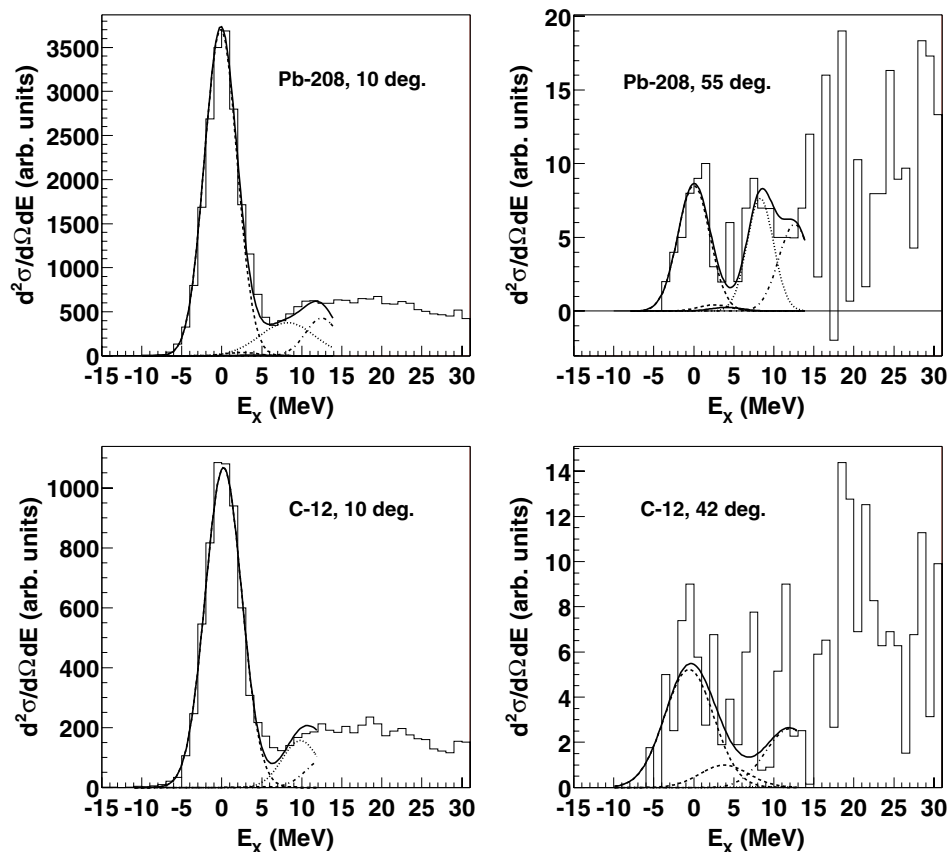 d²σ/dΩdE (arb. units)
3500
3000
2500
2000
1500
1000
500
0
Pb-208, 10 deg.
-15 -10 -5 0 5 10 15 20 25 30
Eₓ (MeV)
d²σ/dΩdE (arb. units)
20
15
10
5
0
Pb-208, 55 deg.
-15 -10 -5 0 5 10 15 20 25 30
Eₓ (MeV)
d²σ/dΩdE (arb. units)
1000
800
600
400
200
0
C-12, 10 deg.
-15 -10 -5 0 5 10 15 20 25 30
Eₓ (MeV)
d²σ/dΩdE (arb. units)
14
12
10
8
6
4
2
0
C-12, 42 deg.
-15 -10 -5 0 5 10 15 20 25 30
Eₓ (MeV)